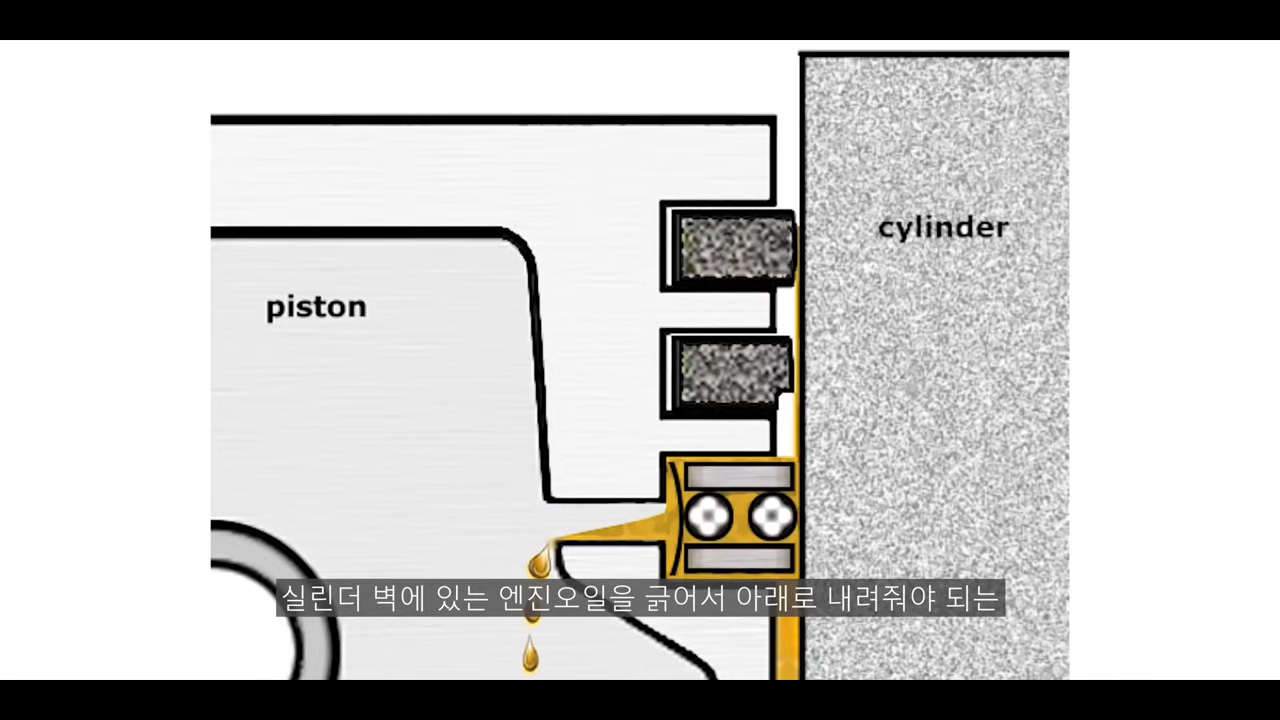 cylinder
piston
실린더 벽에 있는 엔진오일을 긁어서 아래로 내려줘야 되는